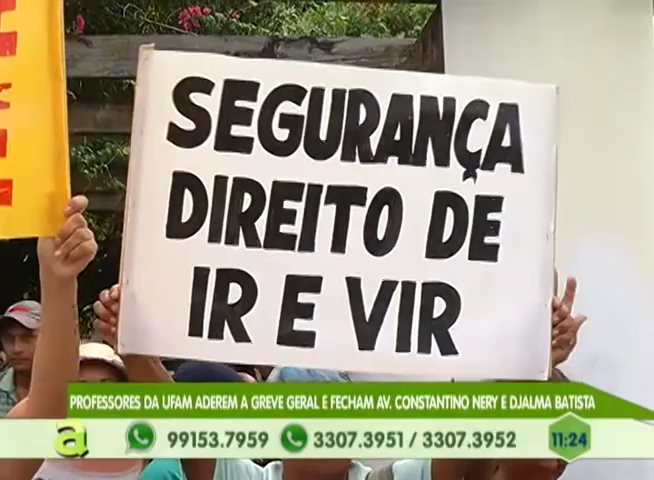 SEGURANÇA
DIREITO DE
IR E VIR
PROFESSORES DA UFAM ADEREM A GREVE GERAL E FECHAM AV. CONSTANTINO NERY E DJALMA BATISTA
a 99153.7959 3307.3951 / 3307.3952 11:24